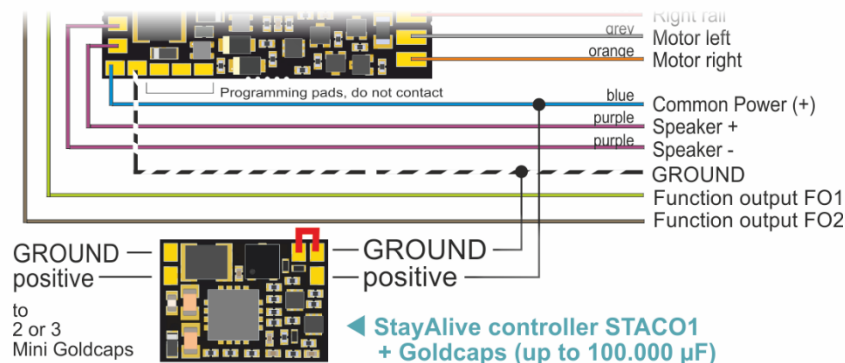 Right rail
grey
Motor left
orange
Motor right
Programming pads, do not contact
blue
Common Power (+)
purple
Speaker +
purple
Speaker -
GROUND
Function output FO1
Function output FO2
GROUND
positive
GROUND
positive
to
2 or 3
Mini Goldcaps
StayAlive controller STACO1
+ Goldcaps (up to 100.000 µF)